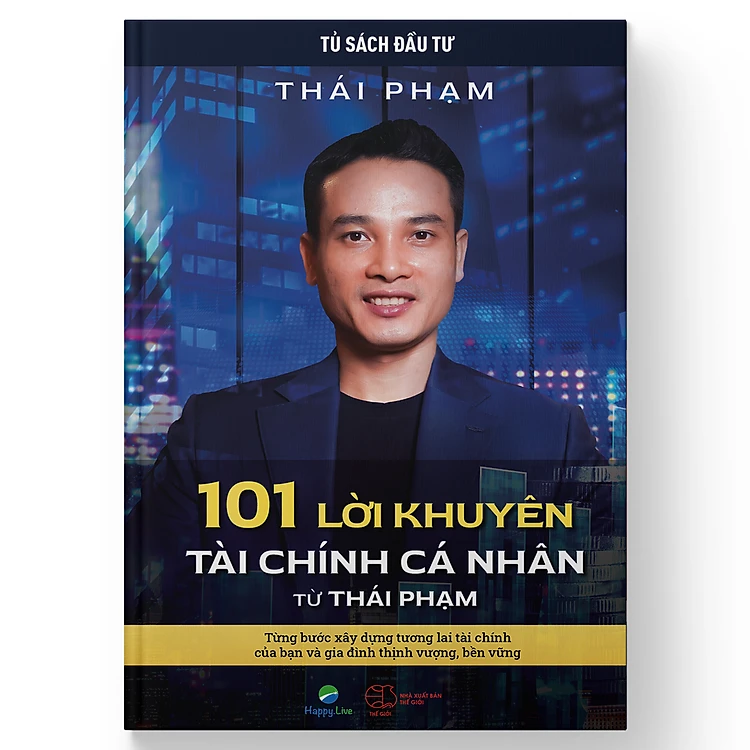 TỦ SÁCH ĐẦU TƯ
THÁI PHẠM
101 LỜI KHUYÊN
TÀI CHÍNH CÁ NHÂN
TỪ THÁI PHẠM
Từng bước xây dựng tương lai tài chính
của bạn và gia đình thịnh vượng, bền vững
Happy.Live
THẾ GIỚI
NHÀ XUẤT BẢN
THẾ GIỚI